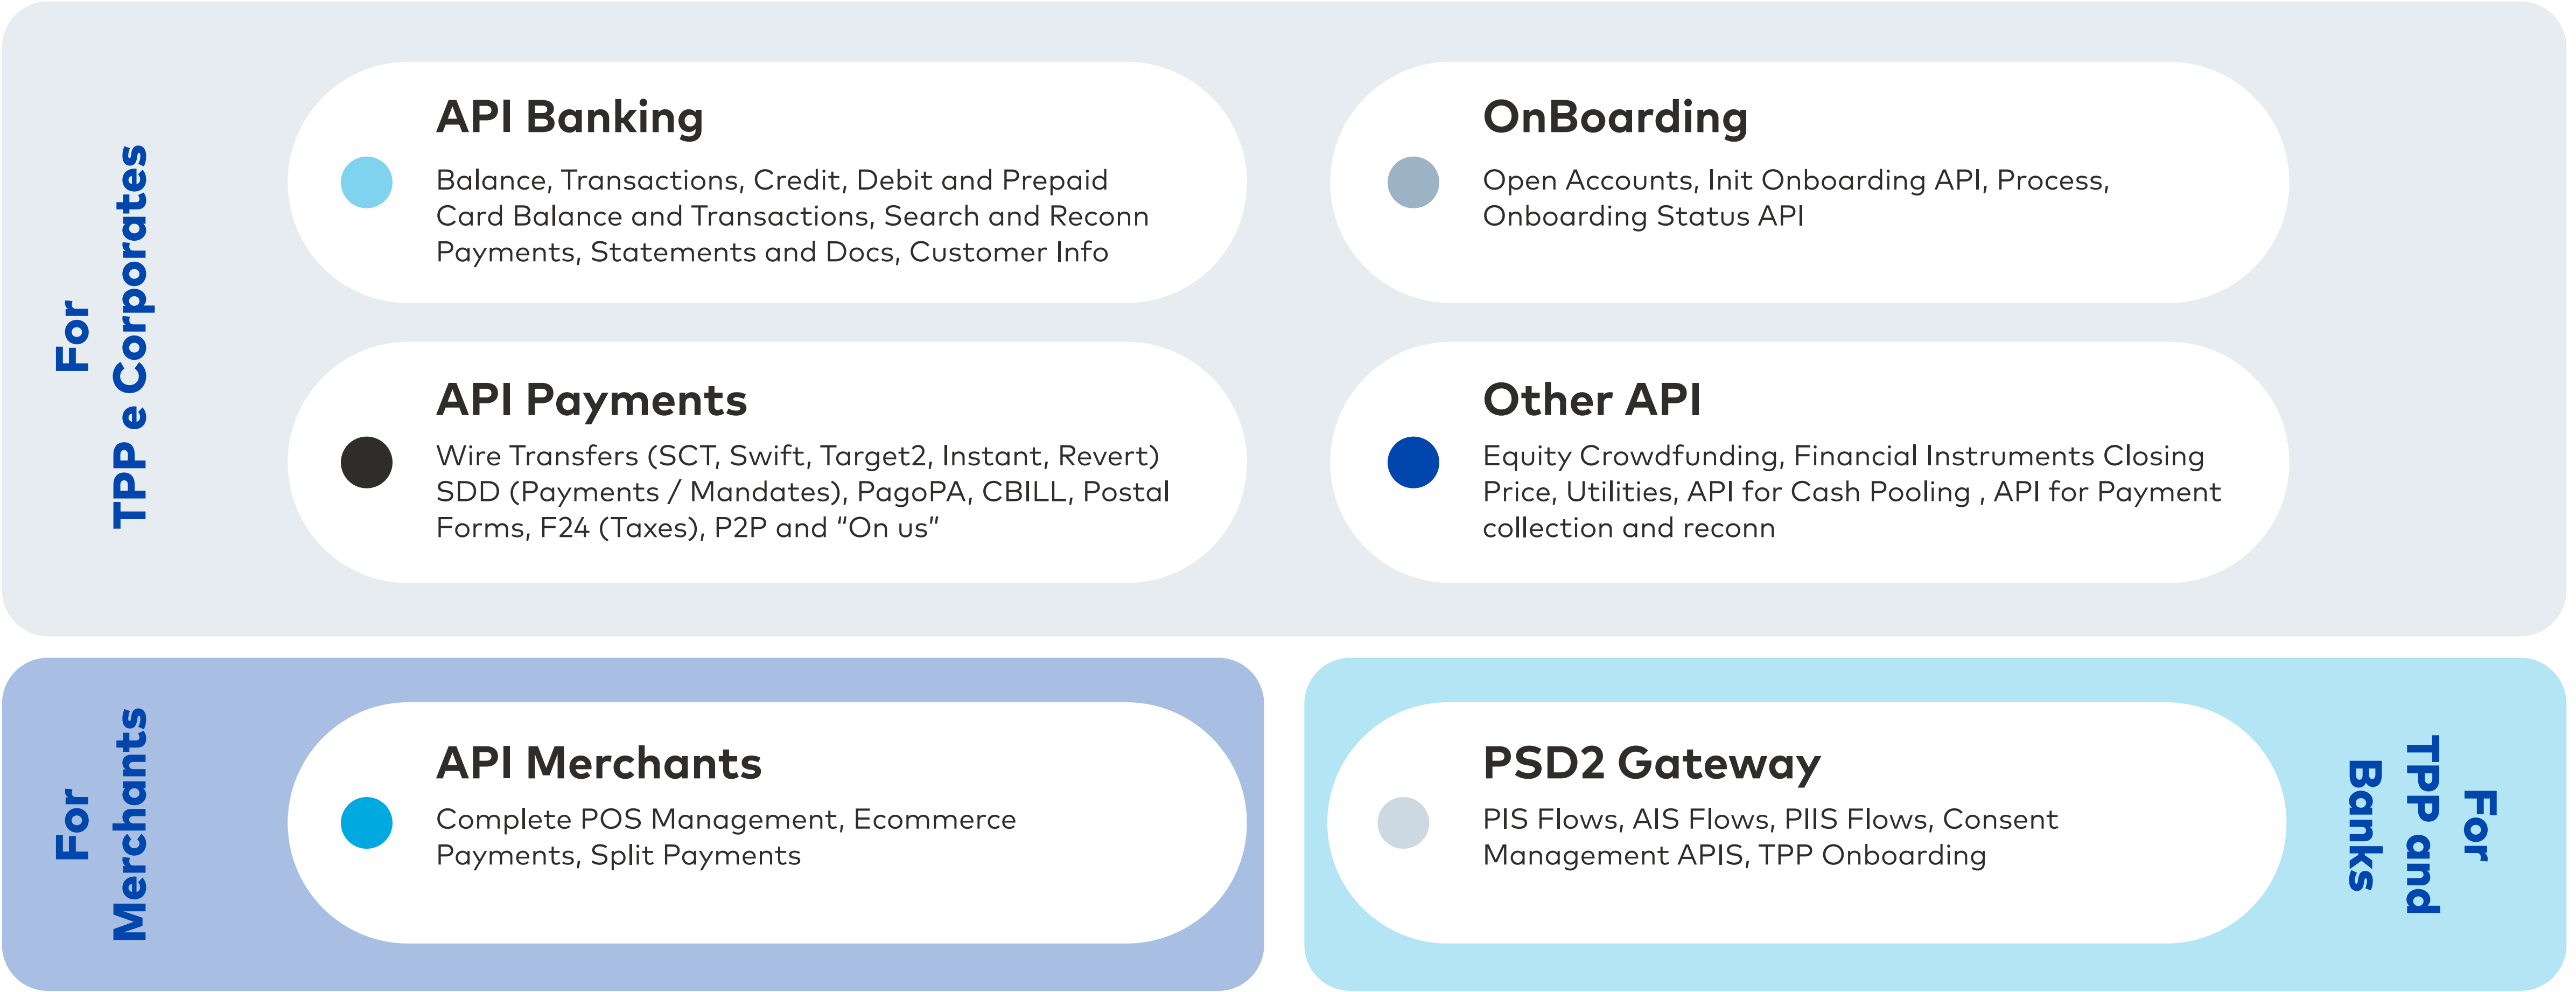 For
TPP e Corporates
API Banking
Balance, Transactions, Credit, Debit and Prepaid
Card Balance and Transactions, Search and Reconn
Payments, Statements and Docs, Customer Info
OnBoarding
Open Accounts, Init Onboarding API, Process,
Onboarding Status API
API Payments
Wire Transfers (SCT, Swift, Target2, Instant, Revert)
SDD (Payments / Mandates), PagoPA, CBILL, Postal
Forms, F24 (Taxes), P2P and “On us”
Other API
Equity Crowdfunding, Financial Instruments Closing
Price, Utilities, API for Cash Pooling , API for Payment
collection and reconn
For
Merchants
API Merchants
Complete POS Management, Ecommerce
Payments, Split Payments
PSD2 Gateway
PIS Flows, AIS Flows, PIIS Flows, Consent
Management APIS, TPP Onboarding
For
TPP and
Banks